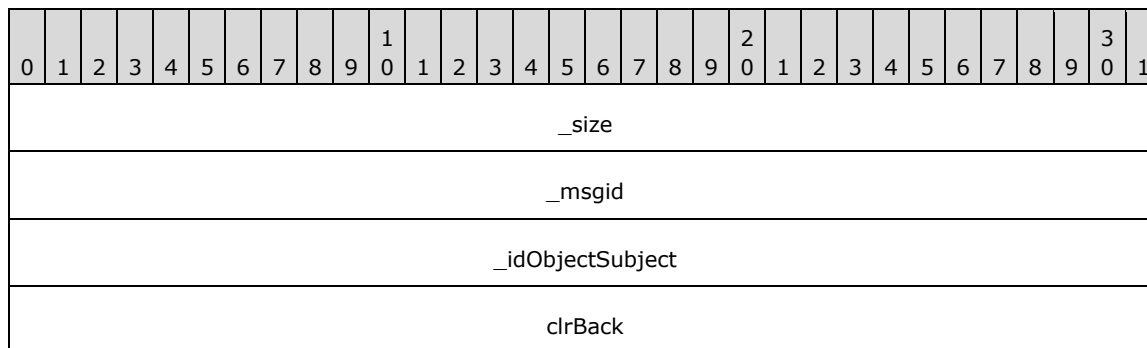 1 2 3
0 1 2 3 4 5 6 7 8 9 0 1 2 3 4 5 6 7 8 9 0 1 2 3 4 5 6 7 8 9 0 1
_size
_msgid
_idObjectSubject
clrBack